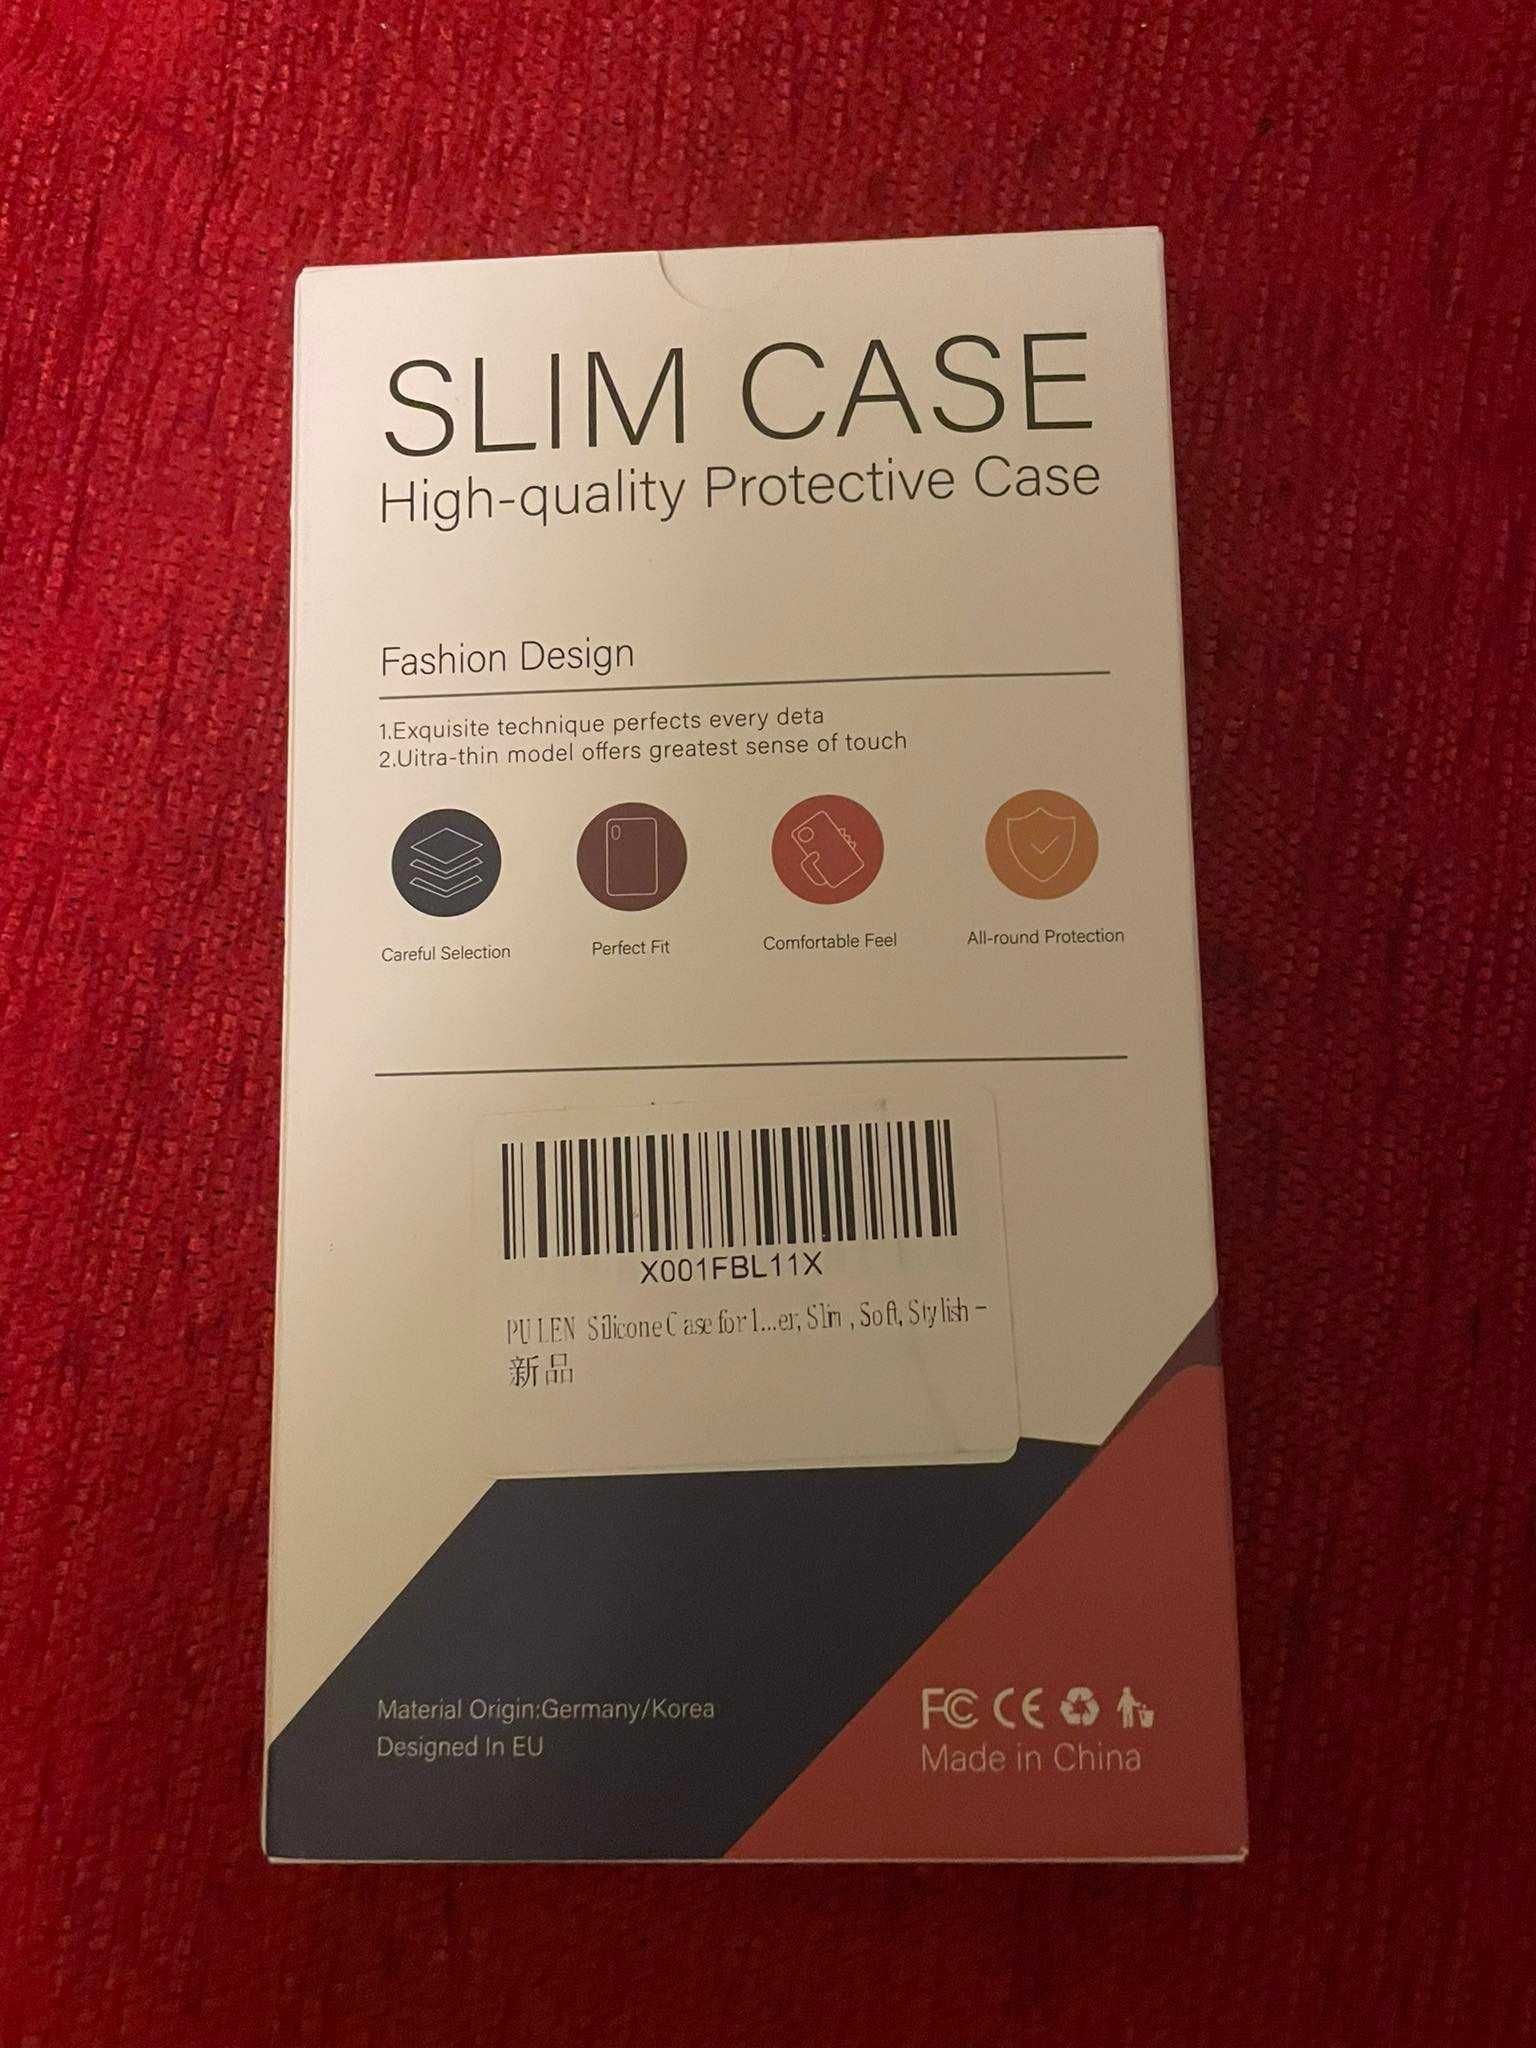 SLIM CASE
High-quality Protective Case
Fashion Design
1.Exquisite technique perfects every deta
2.Uitra-thin model offers greatest sense of touch
Careful Selection Perfect Fit Comfortable Feel All-round Protection
X001FBL11X
PULEN Silicone Case for l...er, Slim , Soft, Stylish -
新品
Material Origin:Germany/Korea
Designed In EU
FC CE
Made in China